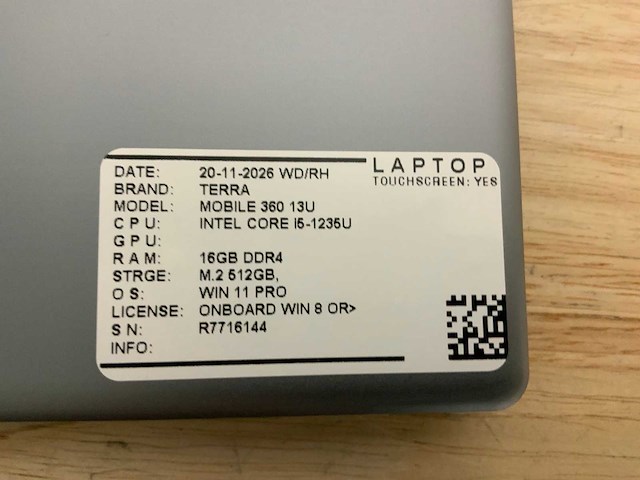 LAPTOP
TOUCHSCREEN: YES
DATE: 20-11-2026 WD/RH
BRAND: TERRA
MODEL: MOBILE 360 13U
CPU: INTEL CORE I5-1235U
GPU:
RAM: 16GB DDR4
STRGE: M.2 512GB,
OS: WIN 11 PRO
LICENSE: ONBOARD WIN 8 OR>
SN: R7716144
INFO: